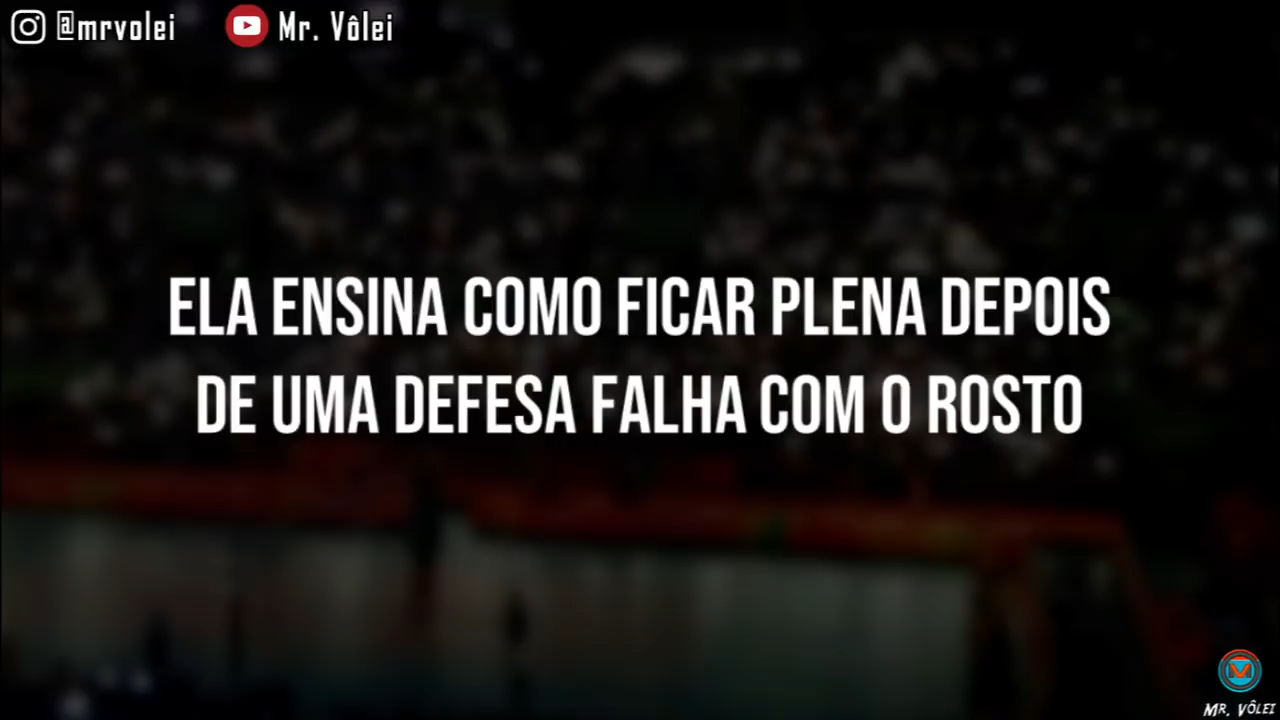 @mrvolei
Mr. Vôlei
ELA ENSINA COMO FICAR PLENA DEPOIS
DE UMA DEFESA FALHA COM O ROSTO
MR. VÔLEI